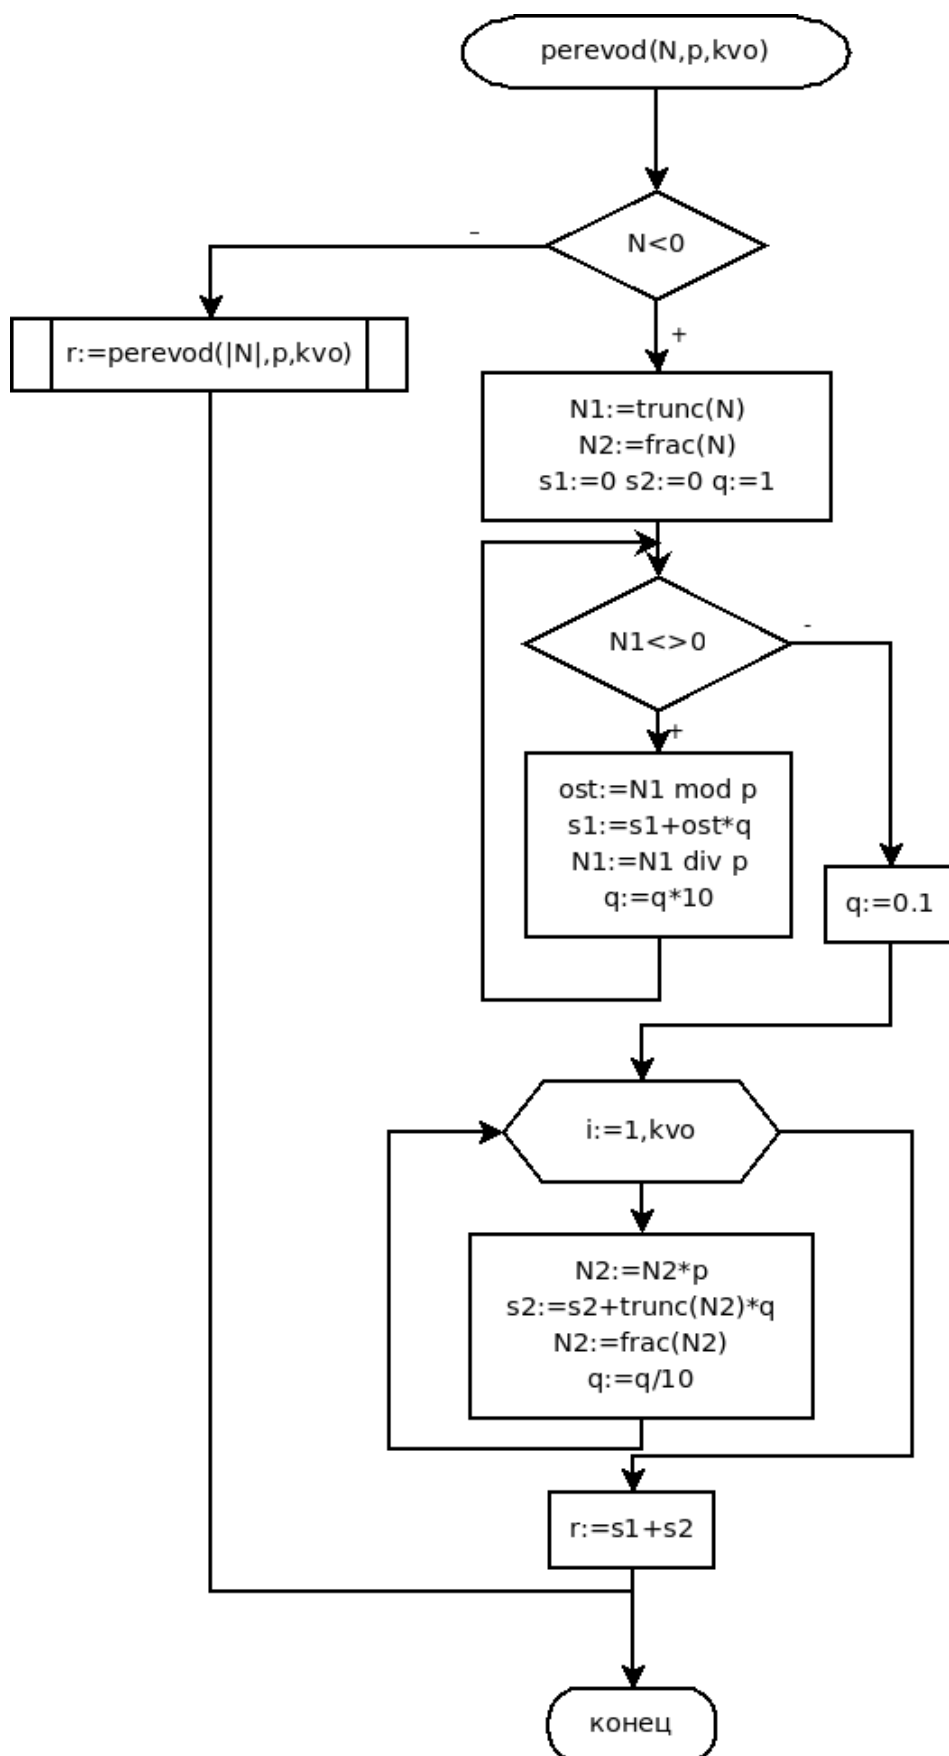 perevod(N,p,kvo)
N<0
-
+
r:=perevod(|N|,p,kvo)
N1:=trunc(N)
N2:=frac(N)
s1:=0 s2:=0 q:=1
N1<>0
-
+
ost:=N1 mod p
s1:=s1+ost*q
N1:=N1 div p
q:=q*10
q:=0.1
i:=1,kvo
N2:=N2*p
s2:=s2+trunc(N2)*q
N2:=frac(N2)
q:=q/10
r:=s1+s2
конец